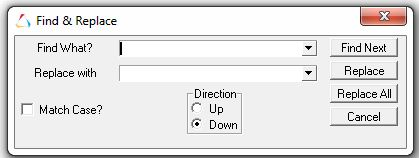 Find & Replace
Find What?
Find Next
Replace with
Replace
Direction
Replace All
Match Case?
Up
Cancel
Down